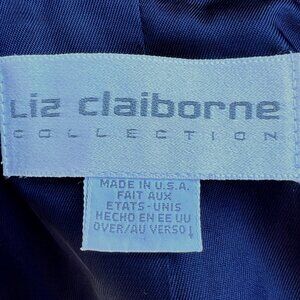 Liz claiborne
COLLECTION
MADE IN U.S.A.
FAIT AUX
ETATS-UNIS
HECHO EN EE UU
OVER/AU VERSO